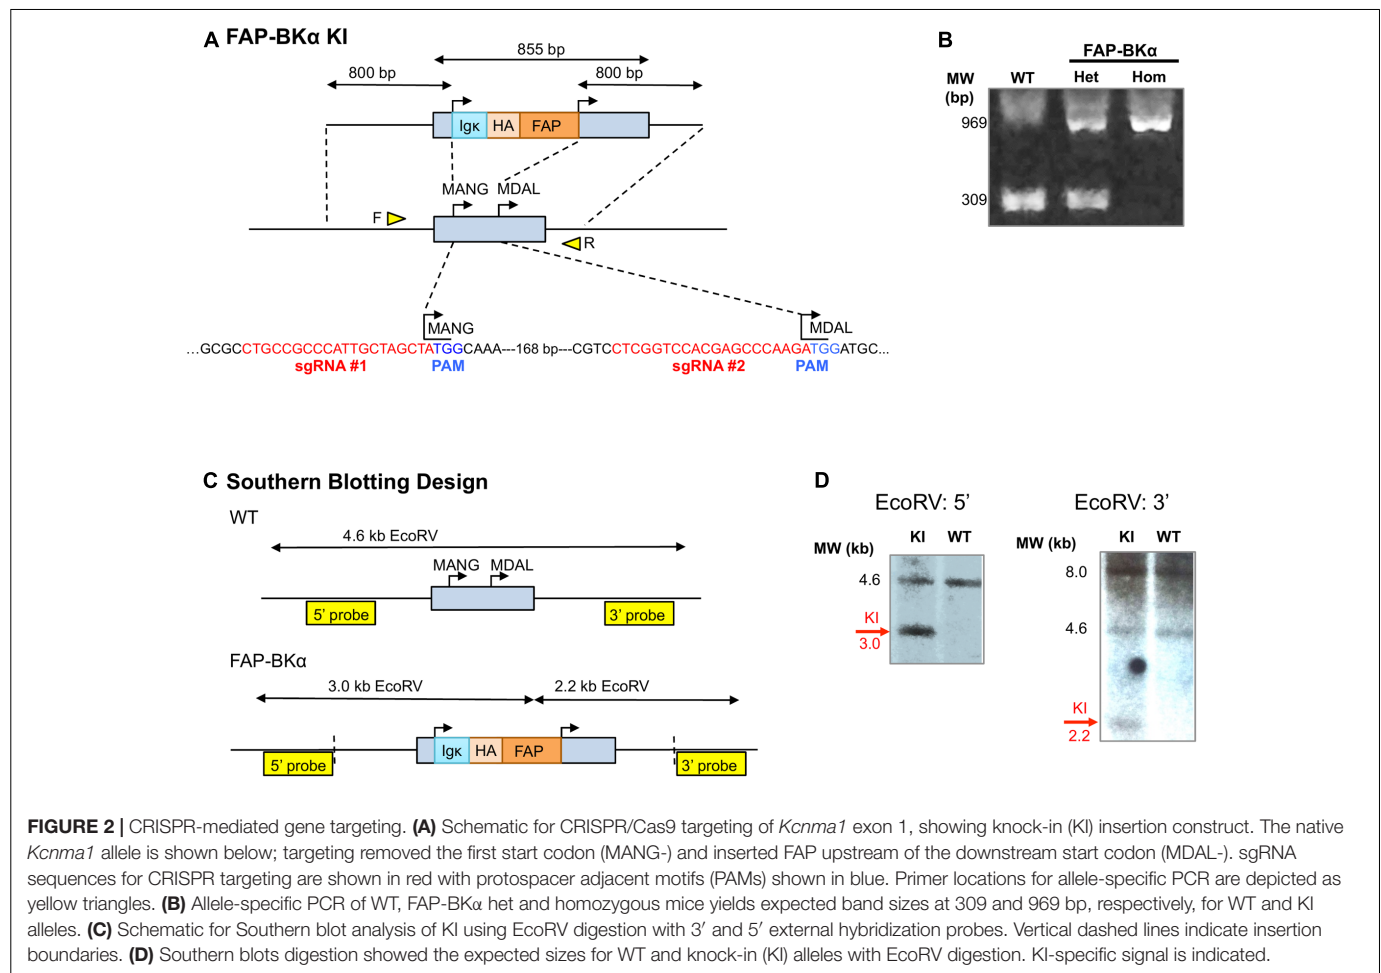 A FAP-BKα KI
855 bp
800 bp
800 bp
Igκ HA FAP
MANG MDAL
F
R
MANG
MDAL
...GCGCCTGCCGCCCATTGCTAGCTATGGCAAA---168 bp---CGTCCTCGGTCCACGAGCCCAAGATGGATGC...
sgRNA #1 PAM sgRNA #2 PAM
B
FAP-BKα
MW (bp)
WT Het Hom
969
309
C Southern Blotting Design
WT
4.6 kb EcoRV
MANG MDAL
5’ probe
3’ probe
FAP-BKα
3.0 kb EcoRV
2.2 kb EcoRV
Igκ HA FAP
5’ probe
3’ probe
D
EcoRV: 5’
KI WT
MW (kb)
4.6
KI
3.0
EcoRV: 3’
KI WT
MW (kb)
8.0
4.6
KI
2.2
FIGURE 2 | CRISPR-mediated gene targeting. (A) Schematic for CRISPR/Cas9 targeting of Kcnma1 exon 1, showing knock-in (KI) insertion construct. The native
Kcnma1 allele is shown below; targeting removed the first start codon (MANG-) and inserted FAP upstream of the downstream start codon (MDAL-). sgRNA
sequences for CRISPR targeting are shown in red with protospacer adjacent motifs (PAMs) shown in blue. Primer locations for allele-specific PCR are depicted as
yellow triangles. (B) Allele-specific PCR of WT, FAP-BKα het and homozygous mice yields expected band sizes at 309 and 969 bp, respectively, for WT and KI
alleles. (C) Schematic for Southern blot analysis of KI using EcoRV digestion with 3′ and 5′ external hybridization probes. Vertical dashed lines indicate insertion
boundaries. (D) Southern blots digestion showed the expected sizes for WT and knock-in (KI) alleles with EcoRV digestion. KI-specific signal is indicated.